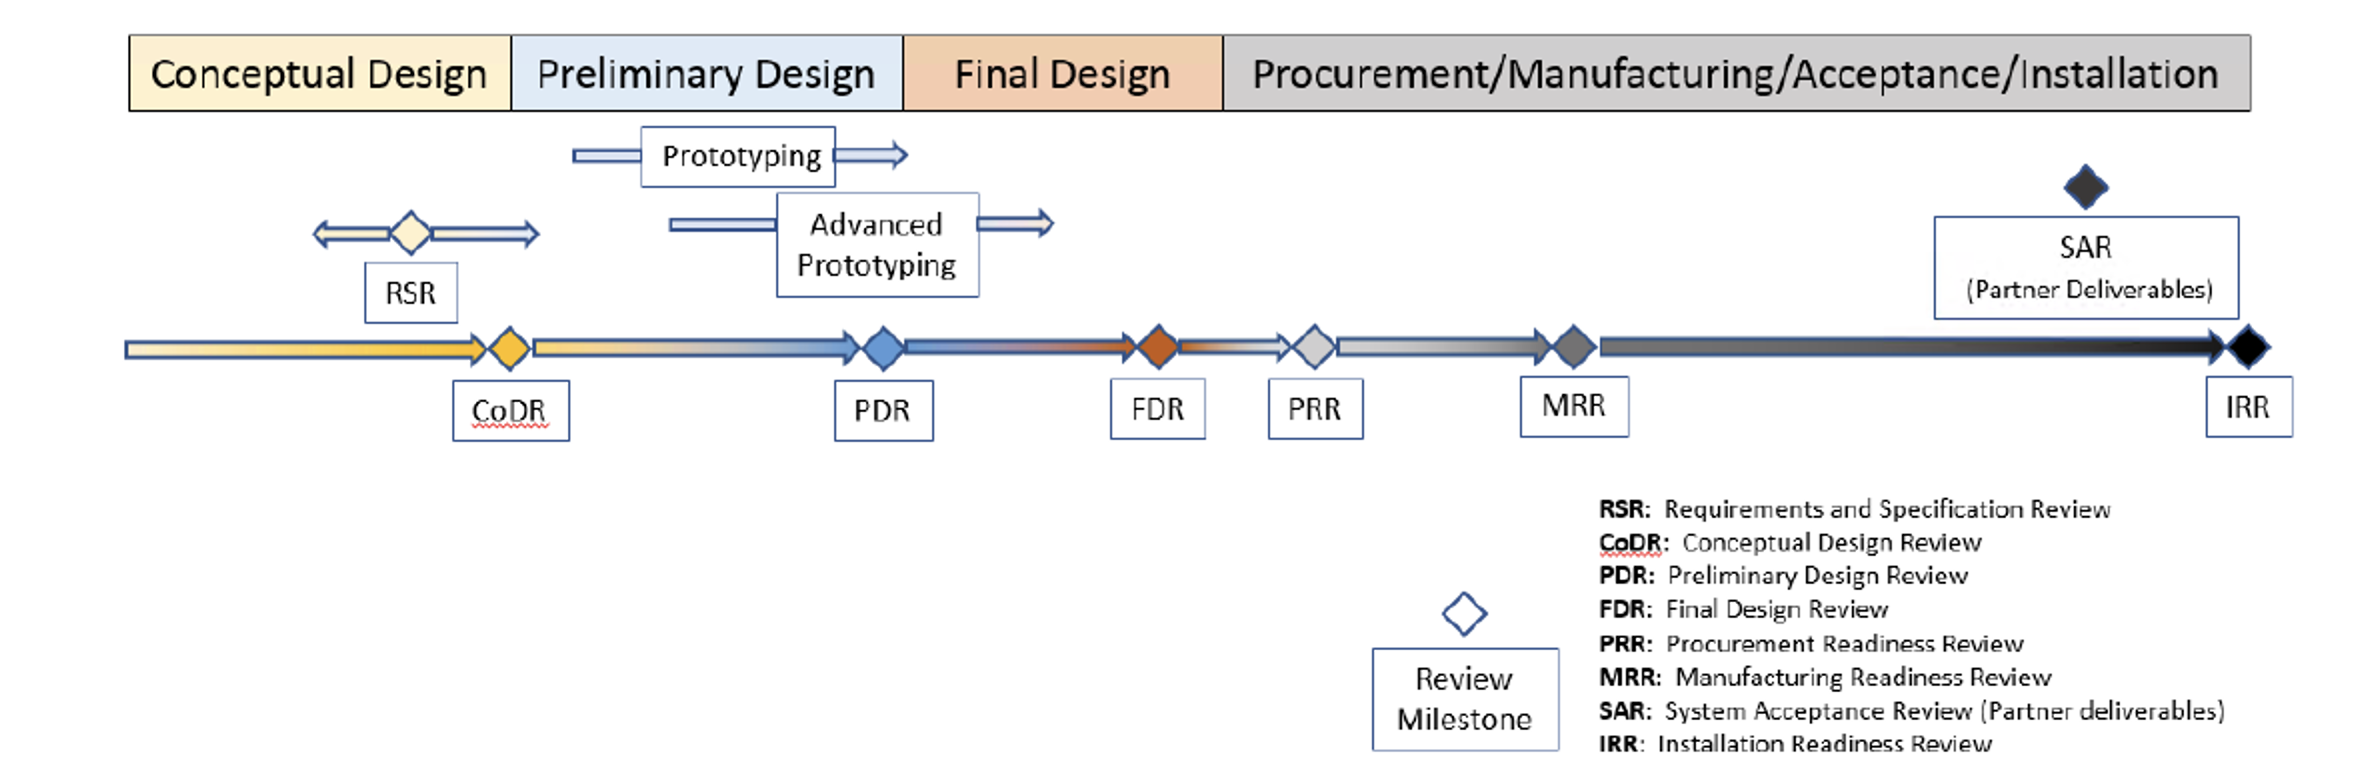 Conceptual Design
Preliminary Design
Final Design
Procurement/Manufacturing/Acceptance/Installation
Prototyping
Advanced
Prototyping
RSR
SAR
(Partner Deliverables)
CoDR
PDR
FDR
PRR
MRR
IRR
Review
Milestone
RSR: Requirements and Specification Review
CoDR: Conceptual Design Review
PDR: Preliminary Design Review
FDR: Final Design Review
PRR: Procurement Readiness Review
MRR: Manufacturing Readiness Review
SAR: System Acceptance Review (Partner deliverables)
IRR: Installation Readiness Review